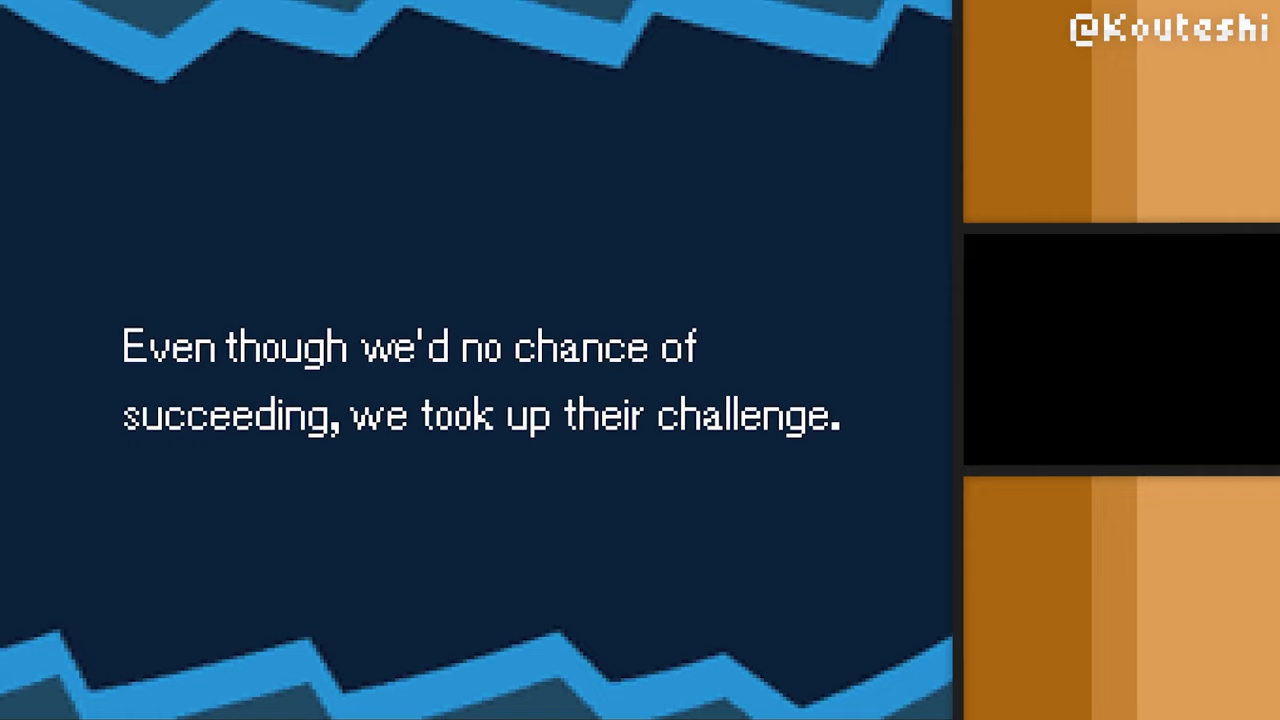 @Kouteshi
Even though we'd no chance of
succeeding, we took up their challenge.